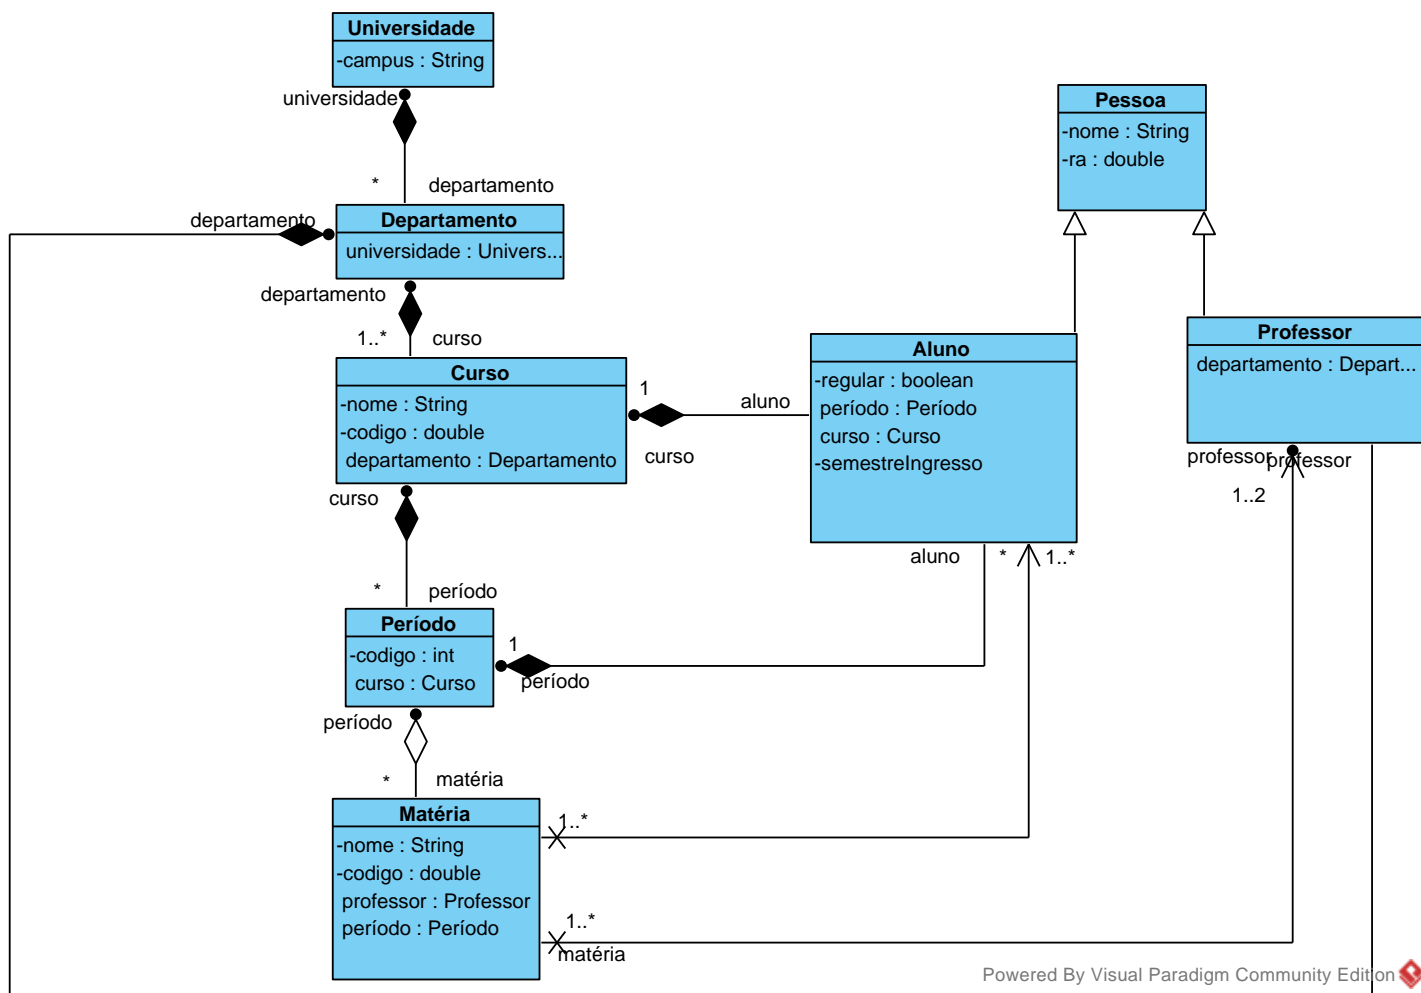 Universidade
-campus : String
universidade
* departamento
Departamento
universidade : Univers...
departamento
departamento
1..* curso
Curso
-nome : String
-codigo : double
departamento : Departamento
1
aluno
curso
curso
* período
Período
-codigo : int
curso : Curso
1
período
período
* matéria
Matéria
-nome : String
-codigo : double
professor : Professor
período : Período
1..*
1..*
matéria
Pessoa
-nome : String
-ra : double
Aluno
-regular : boolean
período : Período
curso : Curso
-semestreIngresso
aluno * 1..*
Professor
departamento : Depart...
professor professor
1..2
Powered By Visual Paradigm Community Edition